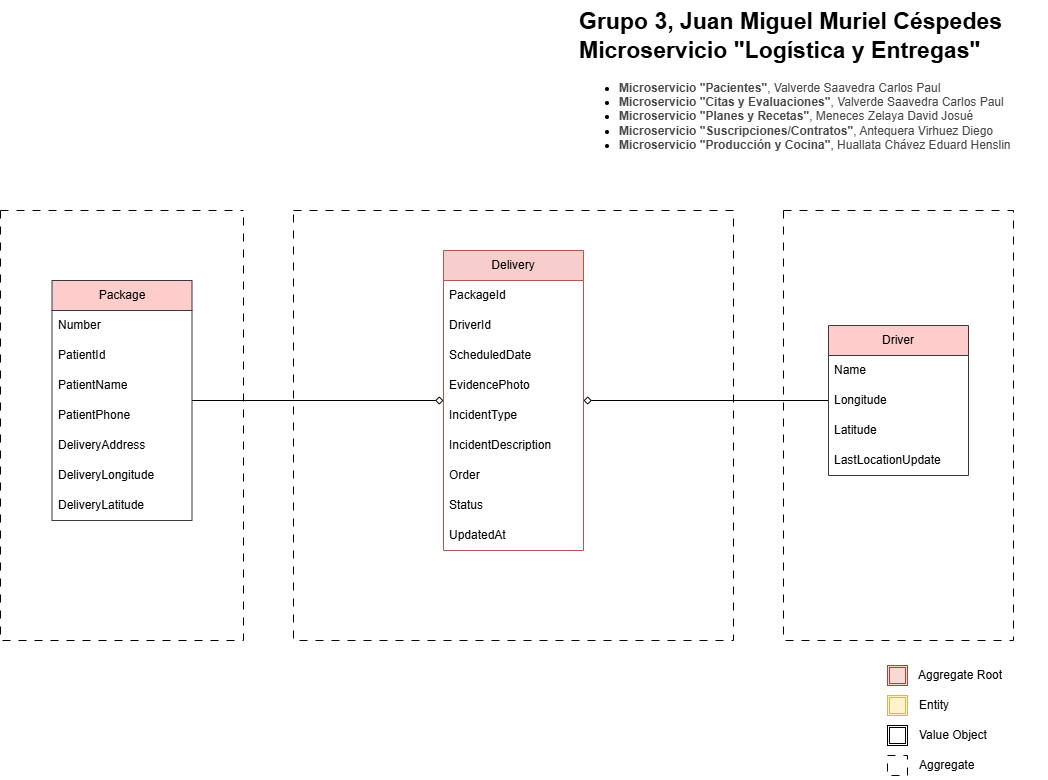 Grupo 3, Juan Miguel Muriel Céspedes
Microservicio "Logística y Entregas"
Microservicio "Pacientes", Valverde Saavedra Carlos Paul
Microservicio "Citas y Evaluaciones", Valverde Saavedra Carlos Paul
Microservicio "Planes y Recetas", Meneces Zelaya David Josué
Microservicio "Suscripciones/Contratos", Antequera Virhuez Diego
Microservicio "Producción y Cocina", Huallata Chávez Eduard Henslin
Package
Number
PatientId
PatientName
PatientPhone
DeliveryAddress
DeliveryLongitude
DeliveryLatitude
Delivery
PackageId
DriverId
ScheduledDate
EvidencePhoto
IncidentType
IncidentDescription
Order
Status
UpdatedAt
Driver
Name
Longitude
Latitude
LastLocationUpdate
Aggregate Root
Entity
Value Object
Aggregate